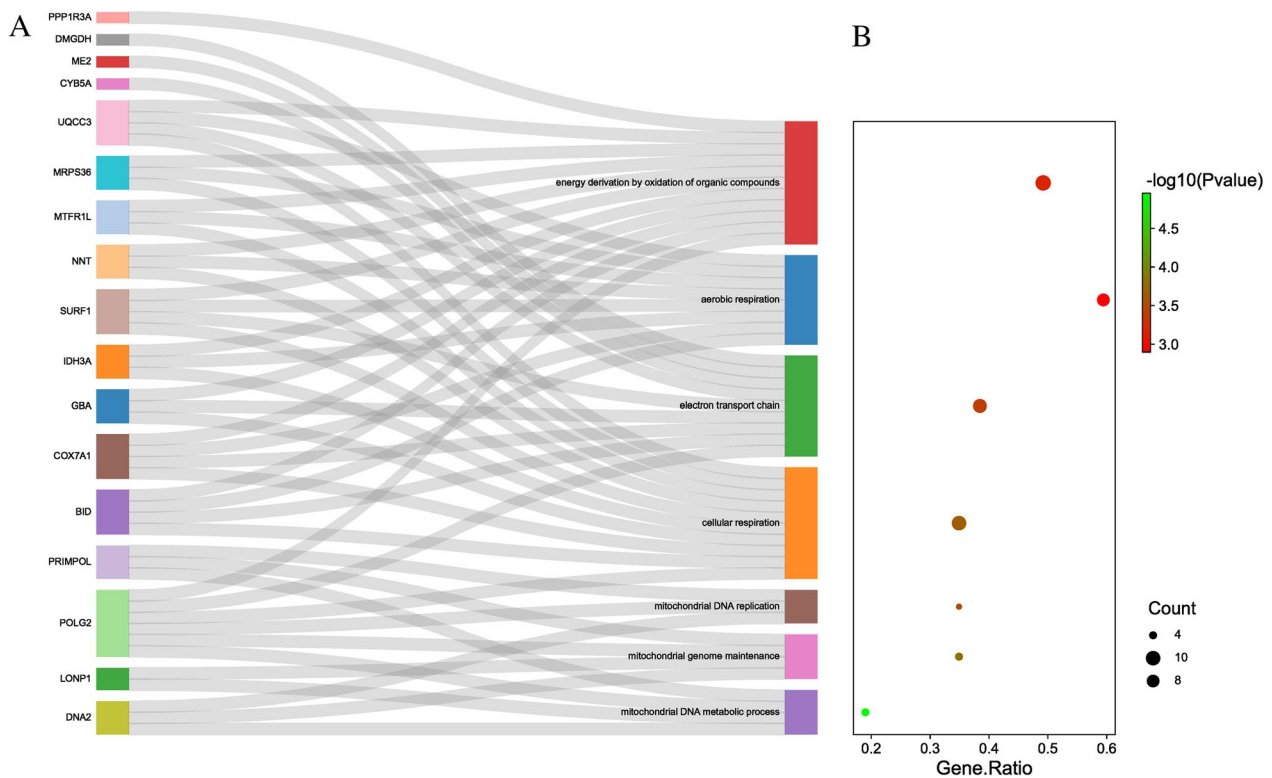 A
PPP1R3A
DMGDH
ME2
CYB5A
UQCC3
MRPS36
MTFR1L
NNT
SURF1
IDH3A
GBA
COX7A1
BID
PRIMPOL
POLG2
LONP1
DNA2
energy derivation by oxidation of organic compounds
aerobic respiration
electron transport chain
cellular respiration
mitochondrial DNA replication
mitochondrial genome maintenance
mitochondrial DNA metabolic process
B
0.2 0.3 0.4 0.5 0.6
Gene.Ratio
-log10(Pvalue)
4.5
4.0
3.5
3.0
Count
4
10
8